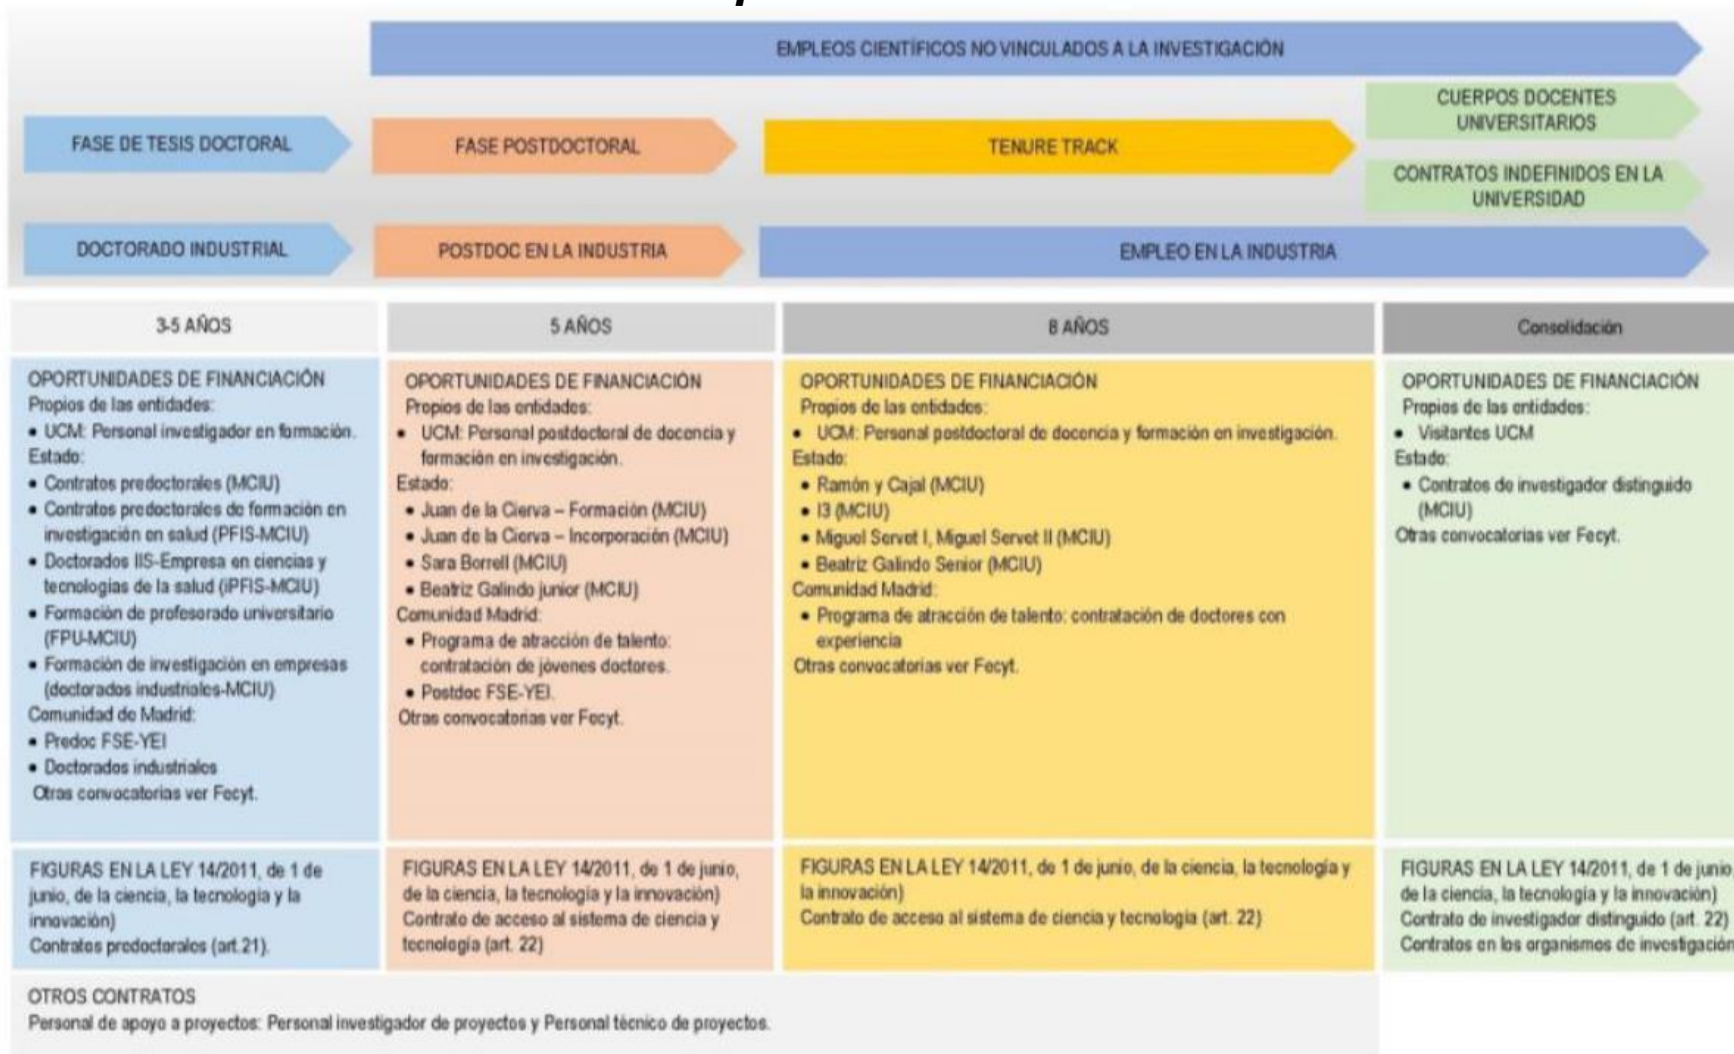 EMPLEOS CIENTÍFICOS NO VINCULADOS A LA INVESTIGACIÓN
FASE DE TESIS DOCTORAL
FASE POSTDOCTORAL
TENURE TRACK
CUERPOS DOCENTES
UNIVERSITARIOS
CONTRATOS INDEFINIDOS EN LA
UNIVERSIDAD
DOCTORADO INDUSTRIAL
POSTDOC EN LA INDUSTRIA
EMPLEO EN LA INDUSTRIA
3-5 AÑOS
5 AÑOS
8 AÑOS
Consolidación
OPORTUNIDADES DE FINANCIACIÓN
Propios de las entidades:
• UCM: Personal investigador en formación.
Estado:
• Contratos predoctorales (MCIU)
• Contratos predoctorales de formación en
investigación en salud (PFIS-MCIU)
• Doctorados IIS-Empresa en ciencias y
tecnologías de la salud (iPFIS-MCIU)
• Formación de profesorado universitario
(FPU-MCIU)
• Formación de investigación en empresas
(doctorados industriales-MCIU)
Comunidad de Madrid:
• Predoc FSE-YEI
• Doctorados industriales
Otras convocatorias ver Fecyt.
OPORTUNIDADES DE FINANCIACIÓN
Propios de las entidades:
• UCM: Personal postdoctoral de docencia y
formación en investigación.
Estado:
• Juan de la Cierva – Formación (MCIU)
• Juan de la Cierva – Incorporación (MCIU)
• Sara Borrell (MCIU)
• Beatriz Galindo junior (MCIU)
Comunidad Madrid:
• Programa de atracción de talento:
contratación de jóvenes doctores.
• Postdoc FSE-YEI.
Otras convocatorias ver Fecyt.
OPORTUNIDADES DE FINANCIACIÓN
Propios de las entidades:
• UCM: Personal postdoctoral de docencia y formación en investigación.
Estado:
• Ramón y Cajal (MCIU)
• I3 (MCIU)
• Miguel Servet I, Miguel Servet II (MCIU)
• Beatriz Galindo Senior (MCIU)
Comunidad Madrid:
• Programa de atracción de talento: contratación de doctores con
experiencia
Otras convocatorias ver Fecyt.
OPORTUNIDADES DE FINANCIACIÓN
Propios de las entidades:
• Visitantes UCM
Estado:
• Contratos de investigador distinguido
(MCIU)
Otras convocatorias ver Fecyt.
FIGURAS EN LA LEY 14/2011, de 1 de
junio, de la ciencia, la tecnología y la
innovación)
Contratos predoctorales (art.21).
FIGURAS EN LA LEY 14/2011, de 1 de junio,
de la ciencia, la tecnología y la innovación)
Contrato de acceso al sistema de ciencia y
tecnología (art. 22)
FIGURAS EN LA LEY 14/2011, de 1 de junio, de la ciencia, la tecnología y
la innovación)
Contrato de acceso al sistema de ciencia y tecnología (art. 22)
FIGURAS EN LA LEY 14/2011, de 1 de junio
de la ciencia, la tecnología y la innovación)
Contrato de investigador distinguido (art. 22)
Contratos en los organismos de investigación
OTROS CONTRATOS
Personal de apoyo a proyectos: Personal investigador de proyectos y Personal técnico de proyectos.